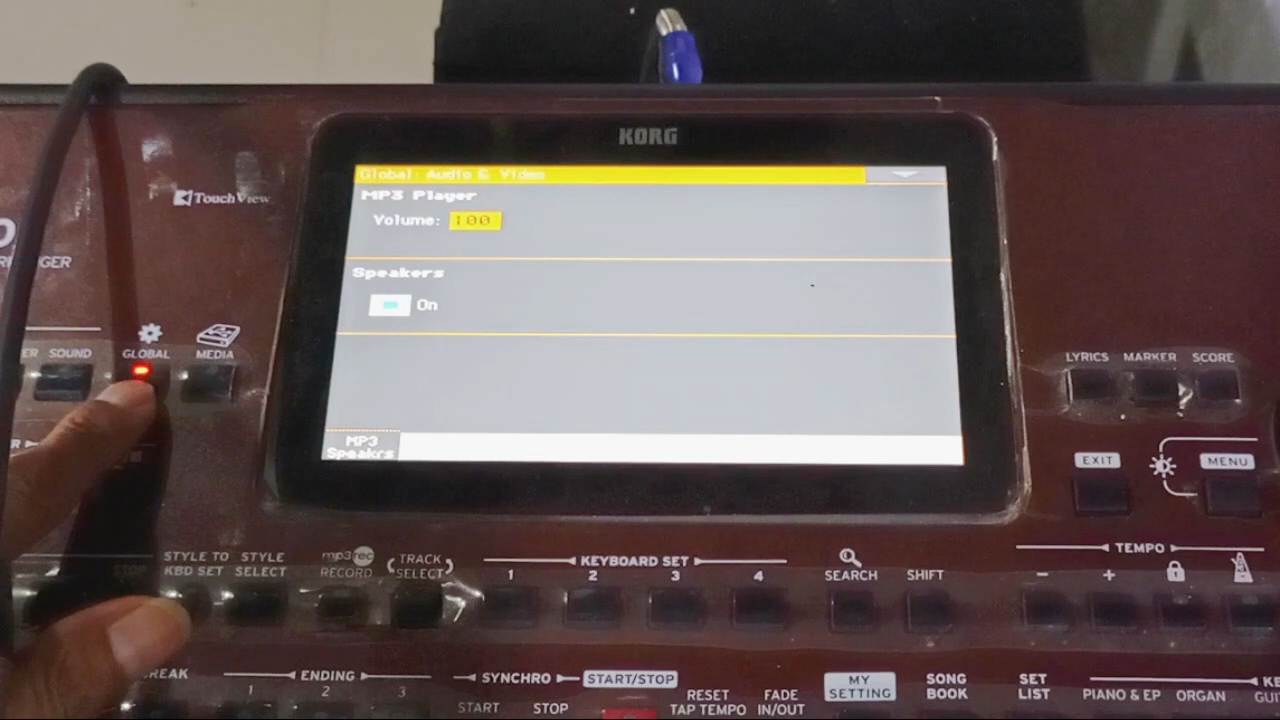 KORG
TouchView
Global: Audio & Video
MP3 Player
Volume: 100
Speakers
On
MP3
Speakrs
SOUND
GLOBAL
MEDIA
LYRICS
MARKER
SCORE
EXIT
MENU
STYLE TO
KBD SET
STYLE
SELECT
mp3rec
RECORD
TRACK
SELECT
KEYBOARD SET
1
2
3
4
SEARCH
SHIFT
TEMPO
-
+
STOP
ENDING
1
2
3
SYNCHRO
START
STOP
START/STOP
RESET
TAP TEMPO
FADE
IN/OUT
MY
SETTING
SONG
BOOK
SET
LIST
PIANO & EP
ORGAN